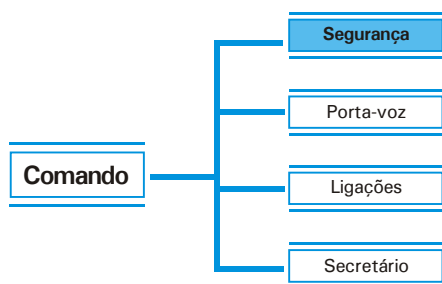 Segurança
Porta-voz
Comando
Ligações
Secretário